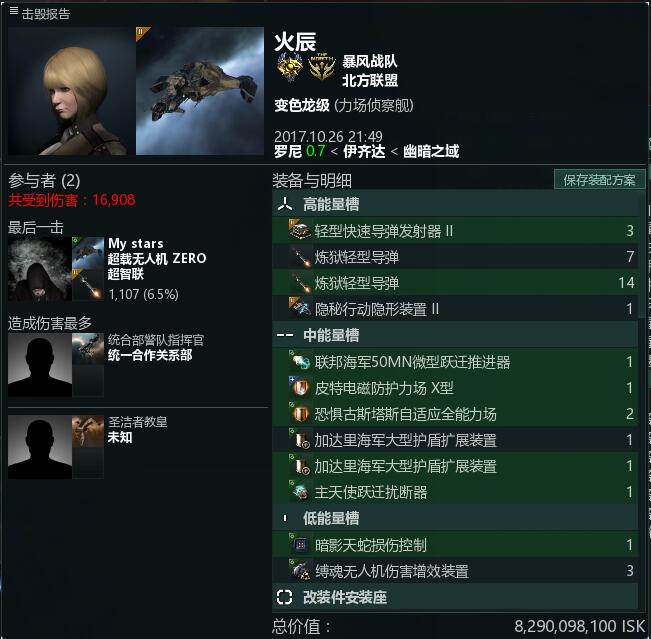 击毁报告
火辰
暴风战队
北方联盟
变色龙级 (力场侦察舰)
2017.10.26 21:49
罗尼 0.7 < 伊齐达 < 幽暗之域
参与者 (2)
共受到伤害：16,908
最后一击
My stars
超载无人机 ZERO
超智联
1,107 (6.5%)
造成伤害最多
统合部警队指挥官
统一合作关系部
圣洁者教皇
未知
装备与明细
保存装配方案
高能量槽
轻型快速导弹发射器 II 3
炼狱轻型导弹 7
炼狱轻型导弹 14
隐秘行动隐形装置 II 1
中能量槽
联邦海军50MN微型跃迁推进器 1
皮特电磁防护力场 X型 1
恐惧古斯塔斯自适应全能力场 2
加达里海军大型护盾扩展装置 1
加达里海军大型护盾扩展装置 1
主天使跃迁扰断器 1
低能量槽
暗影天蛇损伤控制 1
缚魂无人机伤害增效装置 3
改装件安装座
总价值： 8,290,098,100 ISK